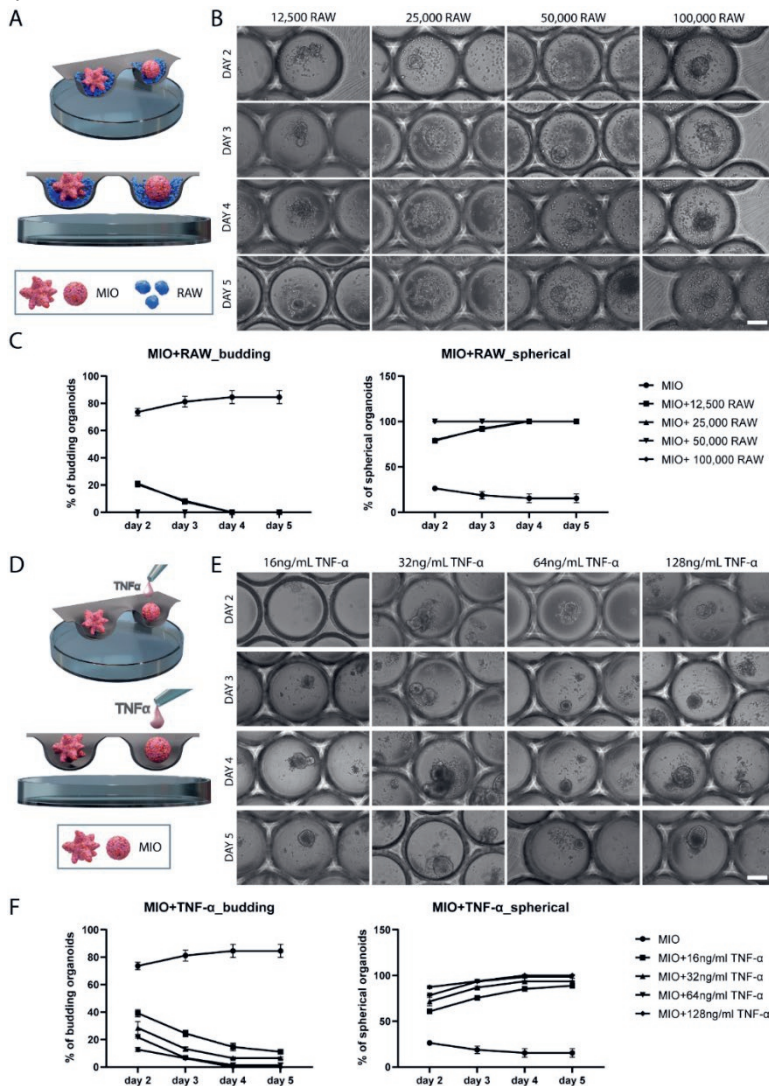 A
B
12,500 RAW
25,000 RAW
50,000 RAW
100,000 RAW
DAY 2
DAY 3
DAY 4
DAY 5
MIO
RAW
C
MIO+RAW_budding
% of budding organoids
80
60
40
20
0
day 2
day 3
day 4
day 5
MIO+RAW_spherical
% of spherical organoids
100
50
0
day 2
day 3
day 4
day 5
MIO
MIO+12,500 RAW
MIO+ 25,000 RAW
MIO+ 50,000 RAW
MIO+ 100,000 RAW
D
TNFα
TNFα
MIO
E
16ng/mL TNF-α
32ng/mL TNF-α
64ng/mL TNF-α
128ng/mL TNF-α
DAY 2
DAY 3
DAY 4
DAY 5
F
MIO+TNF-α_budding
% of budding organoids
100
80
60
40
20
0
day 2
day 3
day 4
day 5
MIO+TNF-α_spherical
% of spherical organoids
100
50
0
day 2
day 3
day 4
day 5
MIO
MIO+16ng/ml TNF-α
MIO+32ng/ml TNF-α
MIO+64ng/ml TNF-α
MIO+128ng/ml TNF-α